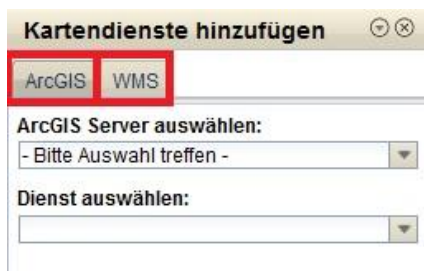 Kartendienste hinzufügen
ArcGIS WMS
ArcGIS Server auswählen:
- Bitte Auswahl treffen -
Dienst auswählen: